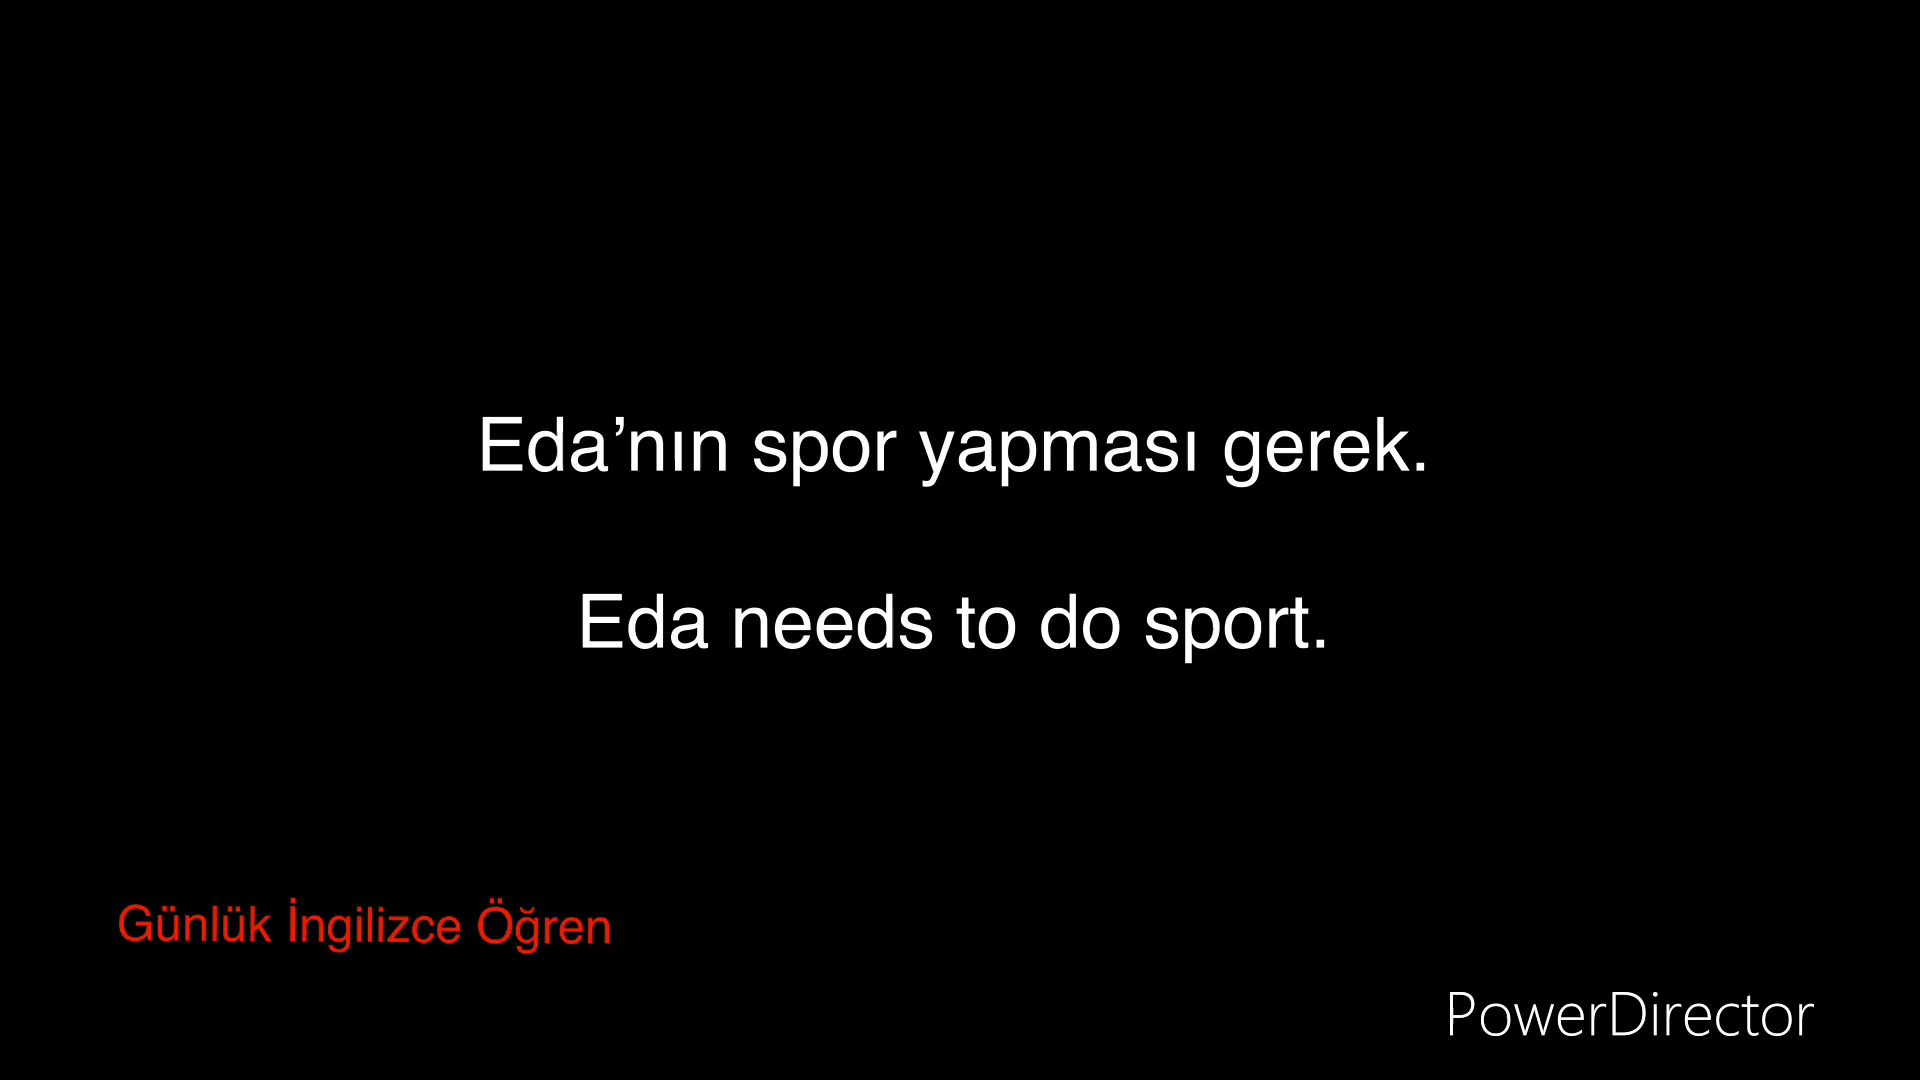 Eda’nın spor yapması gerek.
Eda needs to do sport.
Günlük İngilizce Öğren
PowerDirector